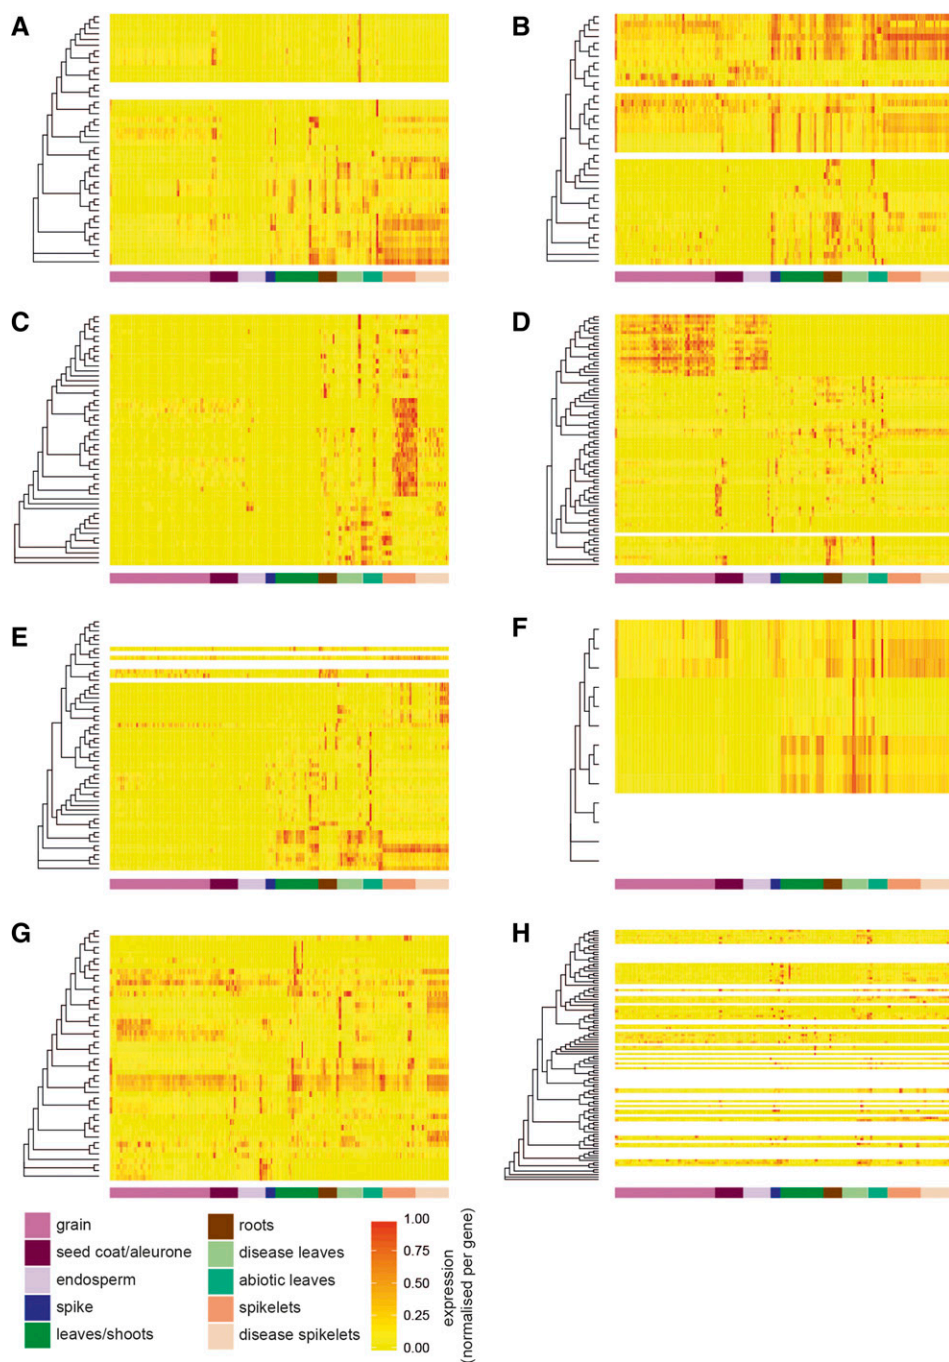 A
B
C
D
E
F
G
H
grain
seed coat/aleurone
endosperm
spike
leaves/shoots
roots
disease leaves
abiotic leaves
spikelets
disease spikelets
1.00
0.75
0.50
0.25
0.00
expression
(normalised per gene)